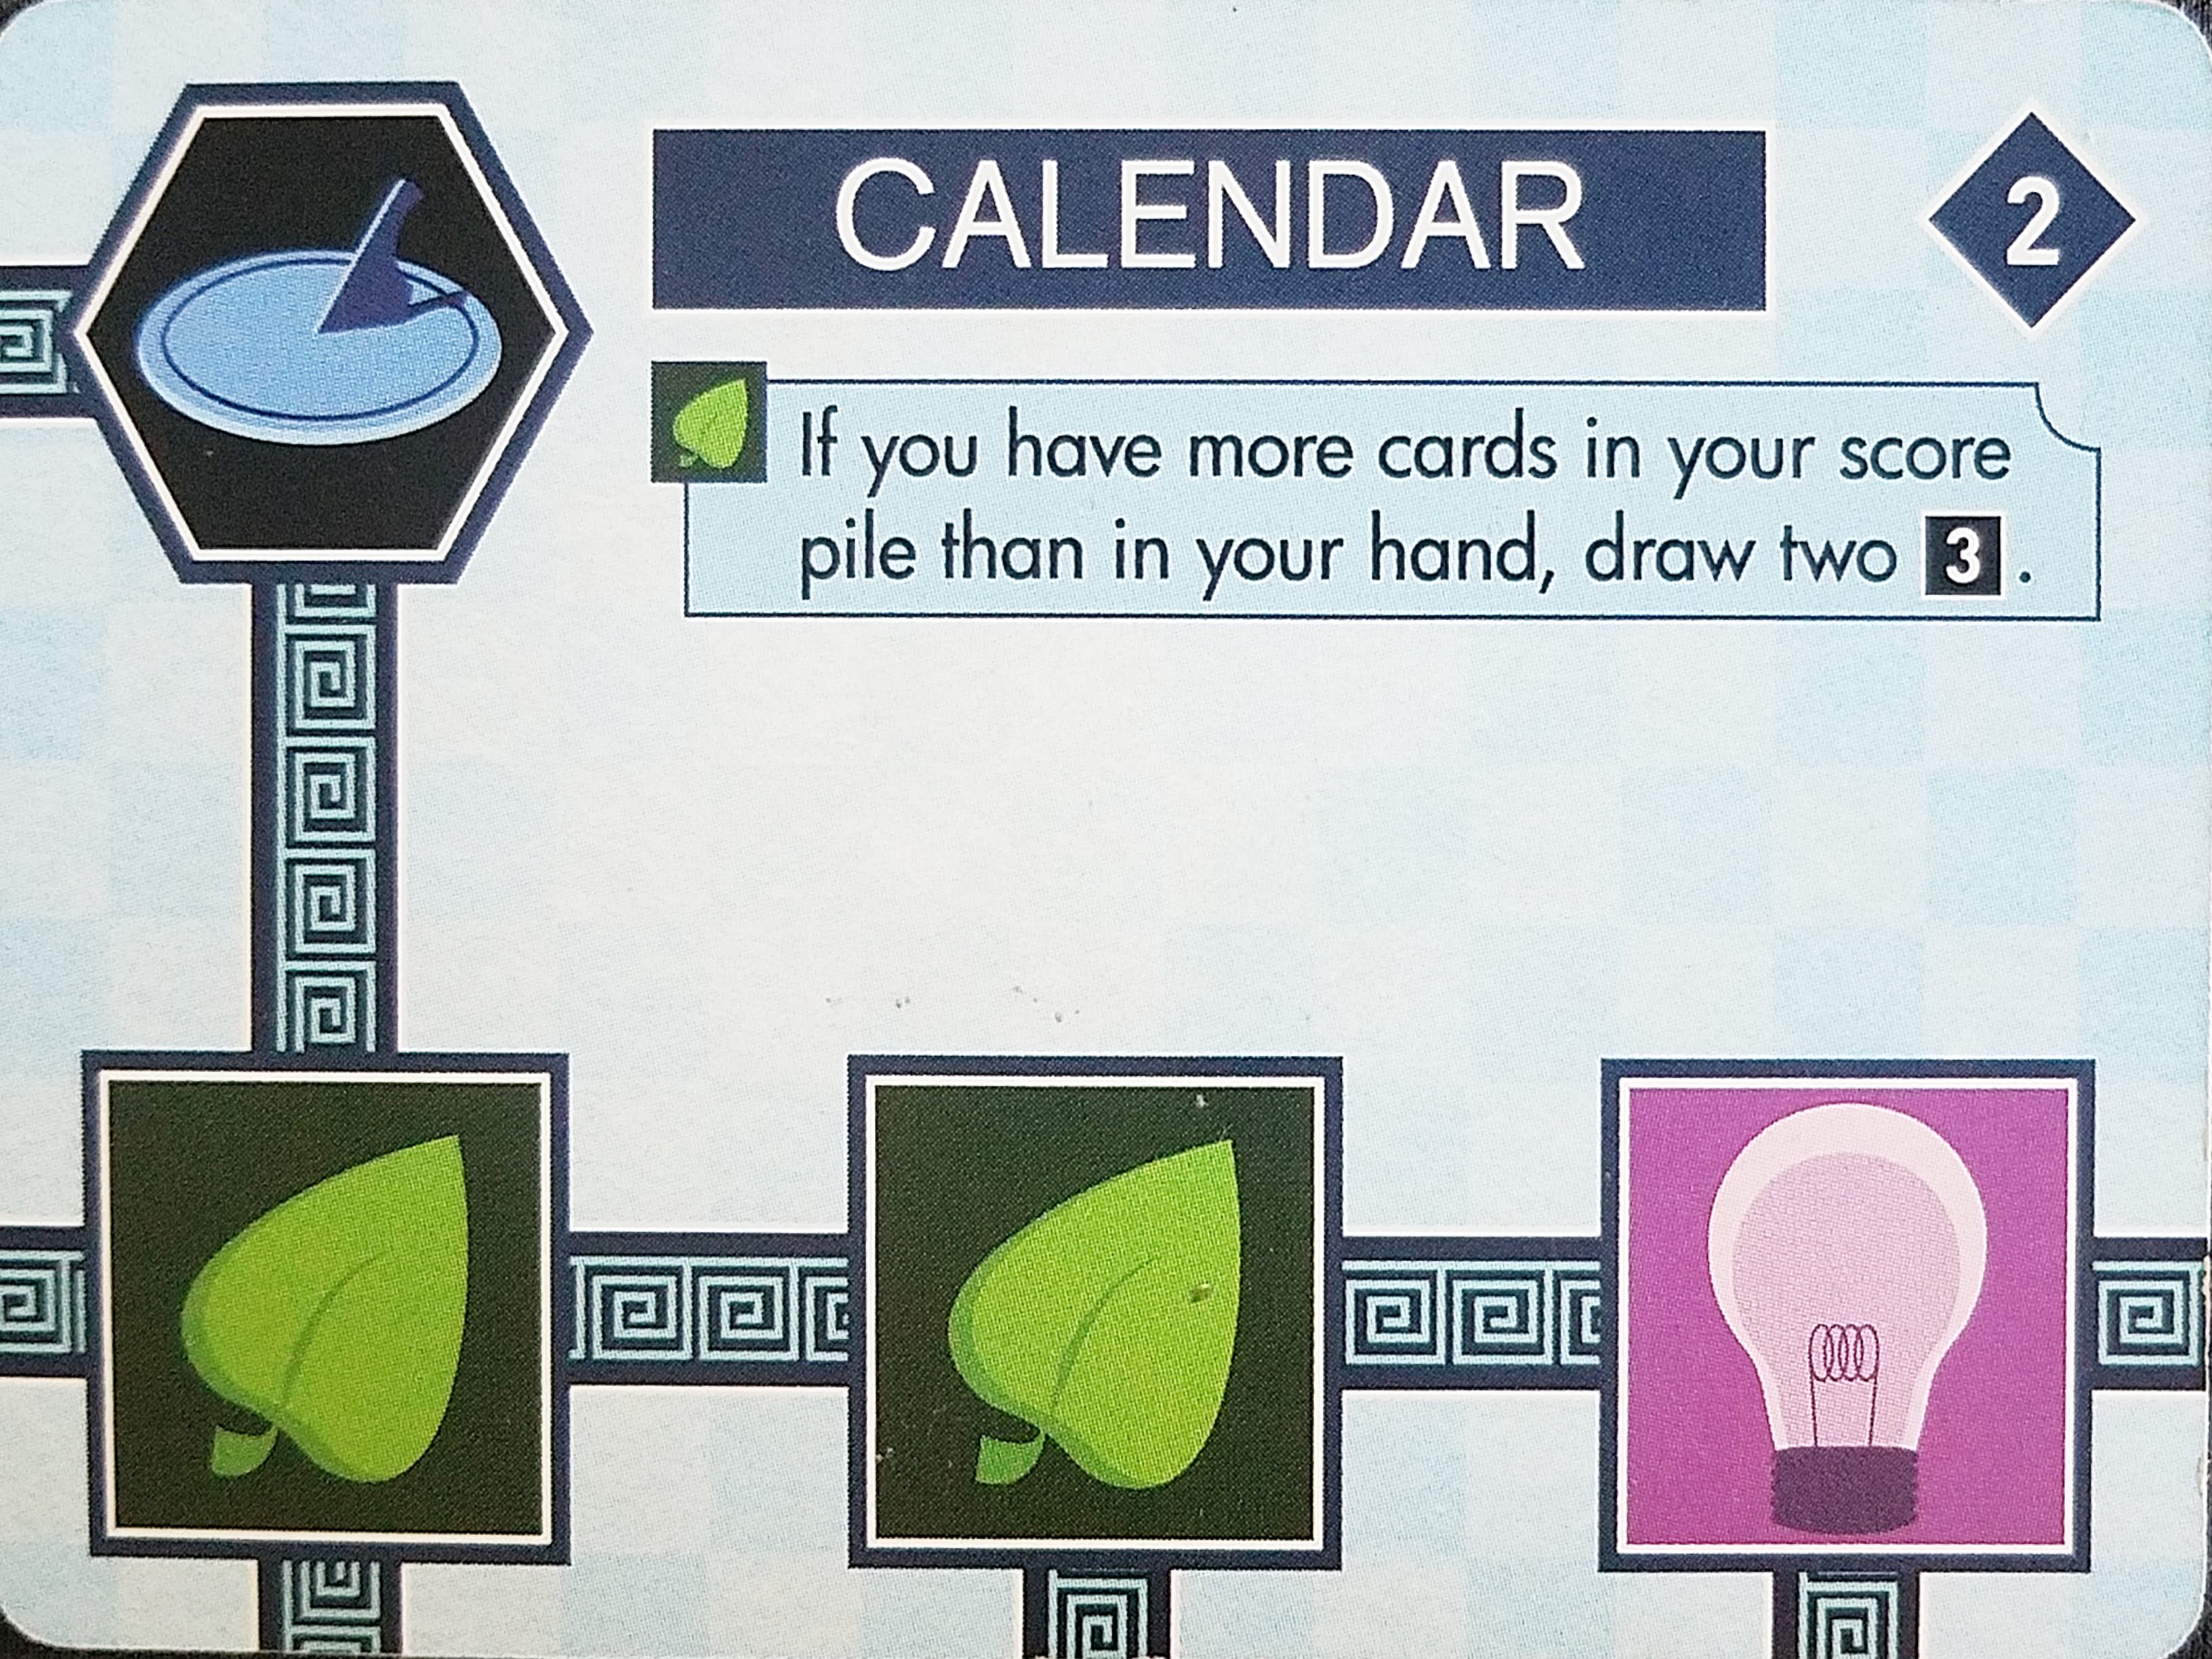 CALENDAR
2
If you have more cards in your score
pile than in your hand, draw two 3.